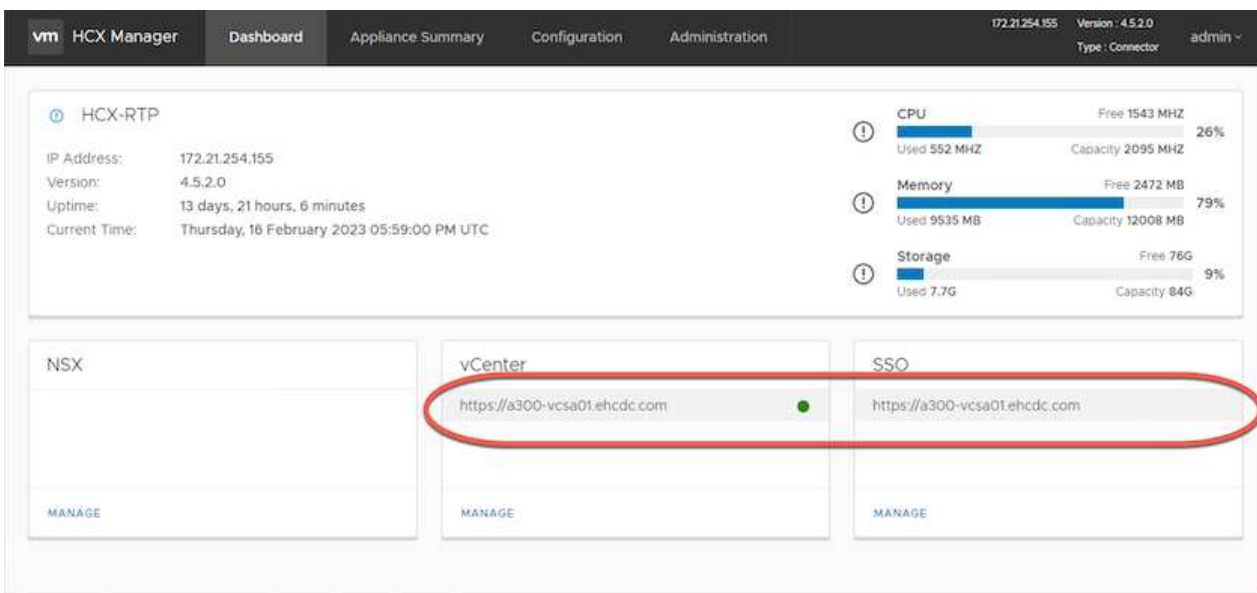 vm HCX Manager Dashboard Appliance Summary Configuration Administration 172.21.254.155 Version : 4.5.2.0 admin
Type : Connector
HCX-RTP
IP Address: 172.21.254.155
Version: 4.5.2.0
Uptime: 13 days, 21 hours, 6 minutes
Current Time: Thursday, 16 February 2023 05:59:00 PM UTC
CPU Free 1543 MHZ
26%
Used 552 MHZ Capacity 2095 MHZ
Memory Free 2472 MB
79%
Used 9535 MB Capacity 12008 MB
Storage Free 76G
9%
Used 7.7G Capacity 84G
NSX
MANAGE
vCenter
https://a300-vcsa01.ehcdc.com
MANAGE
SSO
https://a300-vcsa01.ehcdc.com
MANAGE